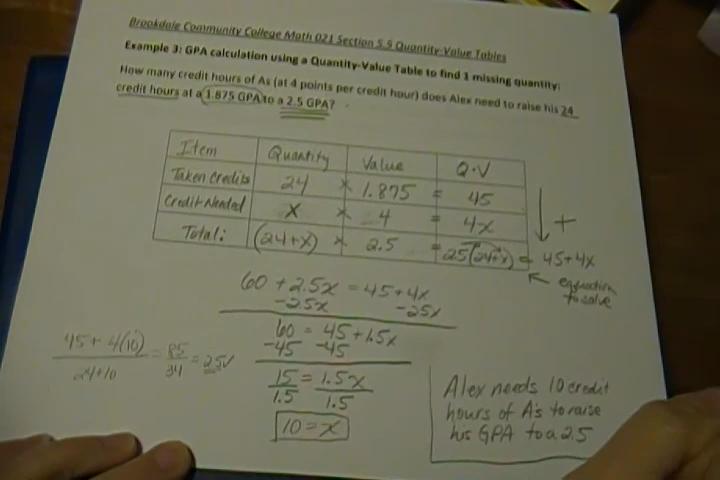 Brookdale Community College Math 021 Section 5.9 Quantity-Value Tables
Example 3: GPA calculation using a Quantity-Value Table to find 1 missing quantity:
How many credit hours of As (at 4 points per credit hour) does Alex need to raise his 24
credit hours at a 1.875 GPA to a 2.5 GPA?
Item Quantity Value Q·V
Taken Credits 24 x 1.875 = 45
Credit Needed x x 4 = 4x
Total: (24+x) x 2.5 = 2.5(24+x) = 45+4x
+
equation
to solve
60 + 2.5x = 45+4x
-2.5x -2.5x
60 = 45 + 1.5x
-45 -45
15 = 1.5x
1.5 1.5
10 = x
45 + 4(10) = 85 = 2.5√
24+10 34
Alex needs 10 credit
hours of A's to raise
his GPA to a 2.5